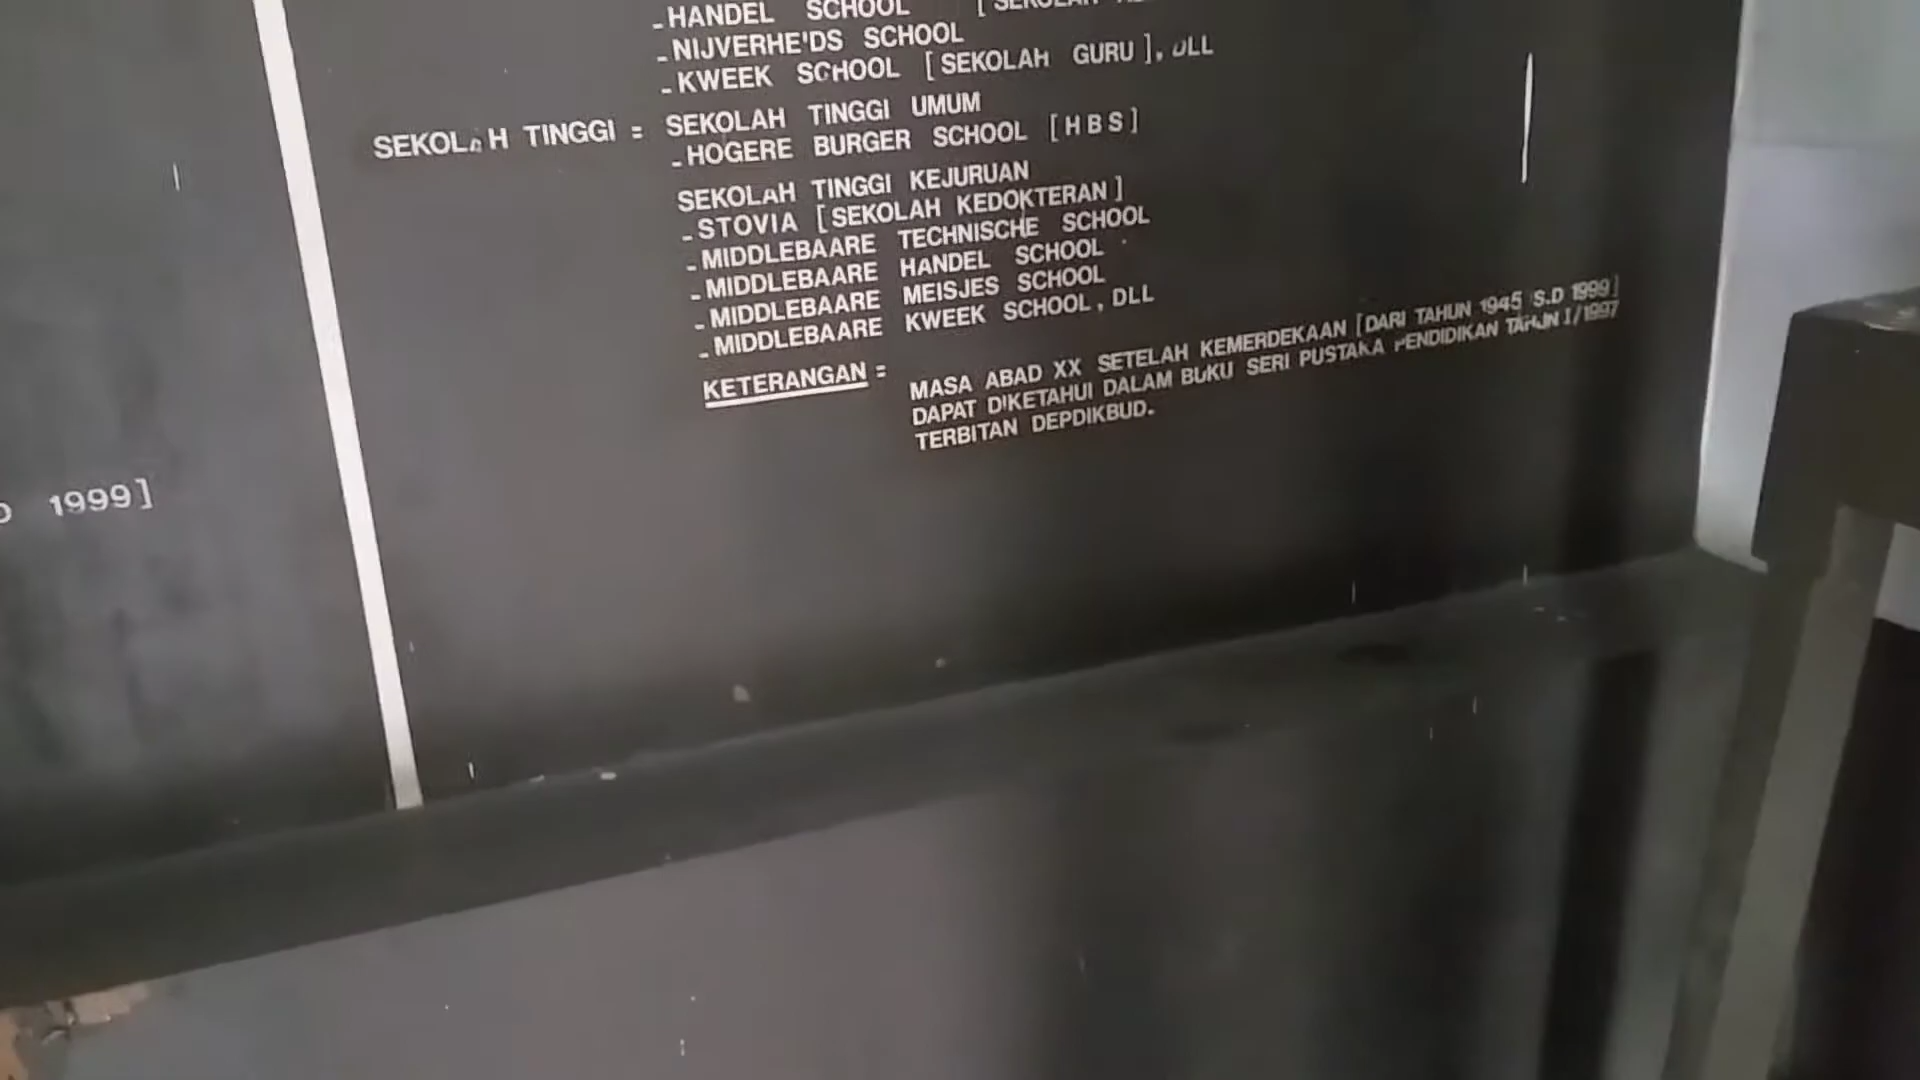 -HANDEL SCHOOL
-NIJVERHE'DS SCHOOL
-KWEEK SCHOOL [SEKOLAH GURU], DLL
SEKOLAH TINGGI = SEKOLAH TINGGI UMUM
-HOGERE BURGER SCHOOL [HBS]
SEKOLAH TINGGI KEJURUAN
-STOVIA [SEKOLAH KEDOKTERAN]
-MIDDLEBAARE TECHNISCHE SCHOOL
-MIDDLEBAARE HANDEL SCHOOL
-MIDDLEBAARE MEISJES SCHOOL
-MIDDLEBAARE KWEEK SCHOOL, DLL
KETERANGAN =
MASA ABAD XX SETELAH KEMERDEKAAN [DARI TAHUN 1945 S.D 1999]
DAPAT DIKETAHUI DALAM BUKU SERI PUSTAKA PENDIDIKAN TAHUN I/1997
TERBITAN DEPDIKBUD.
1999]